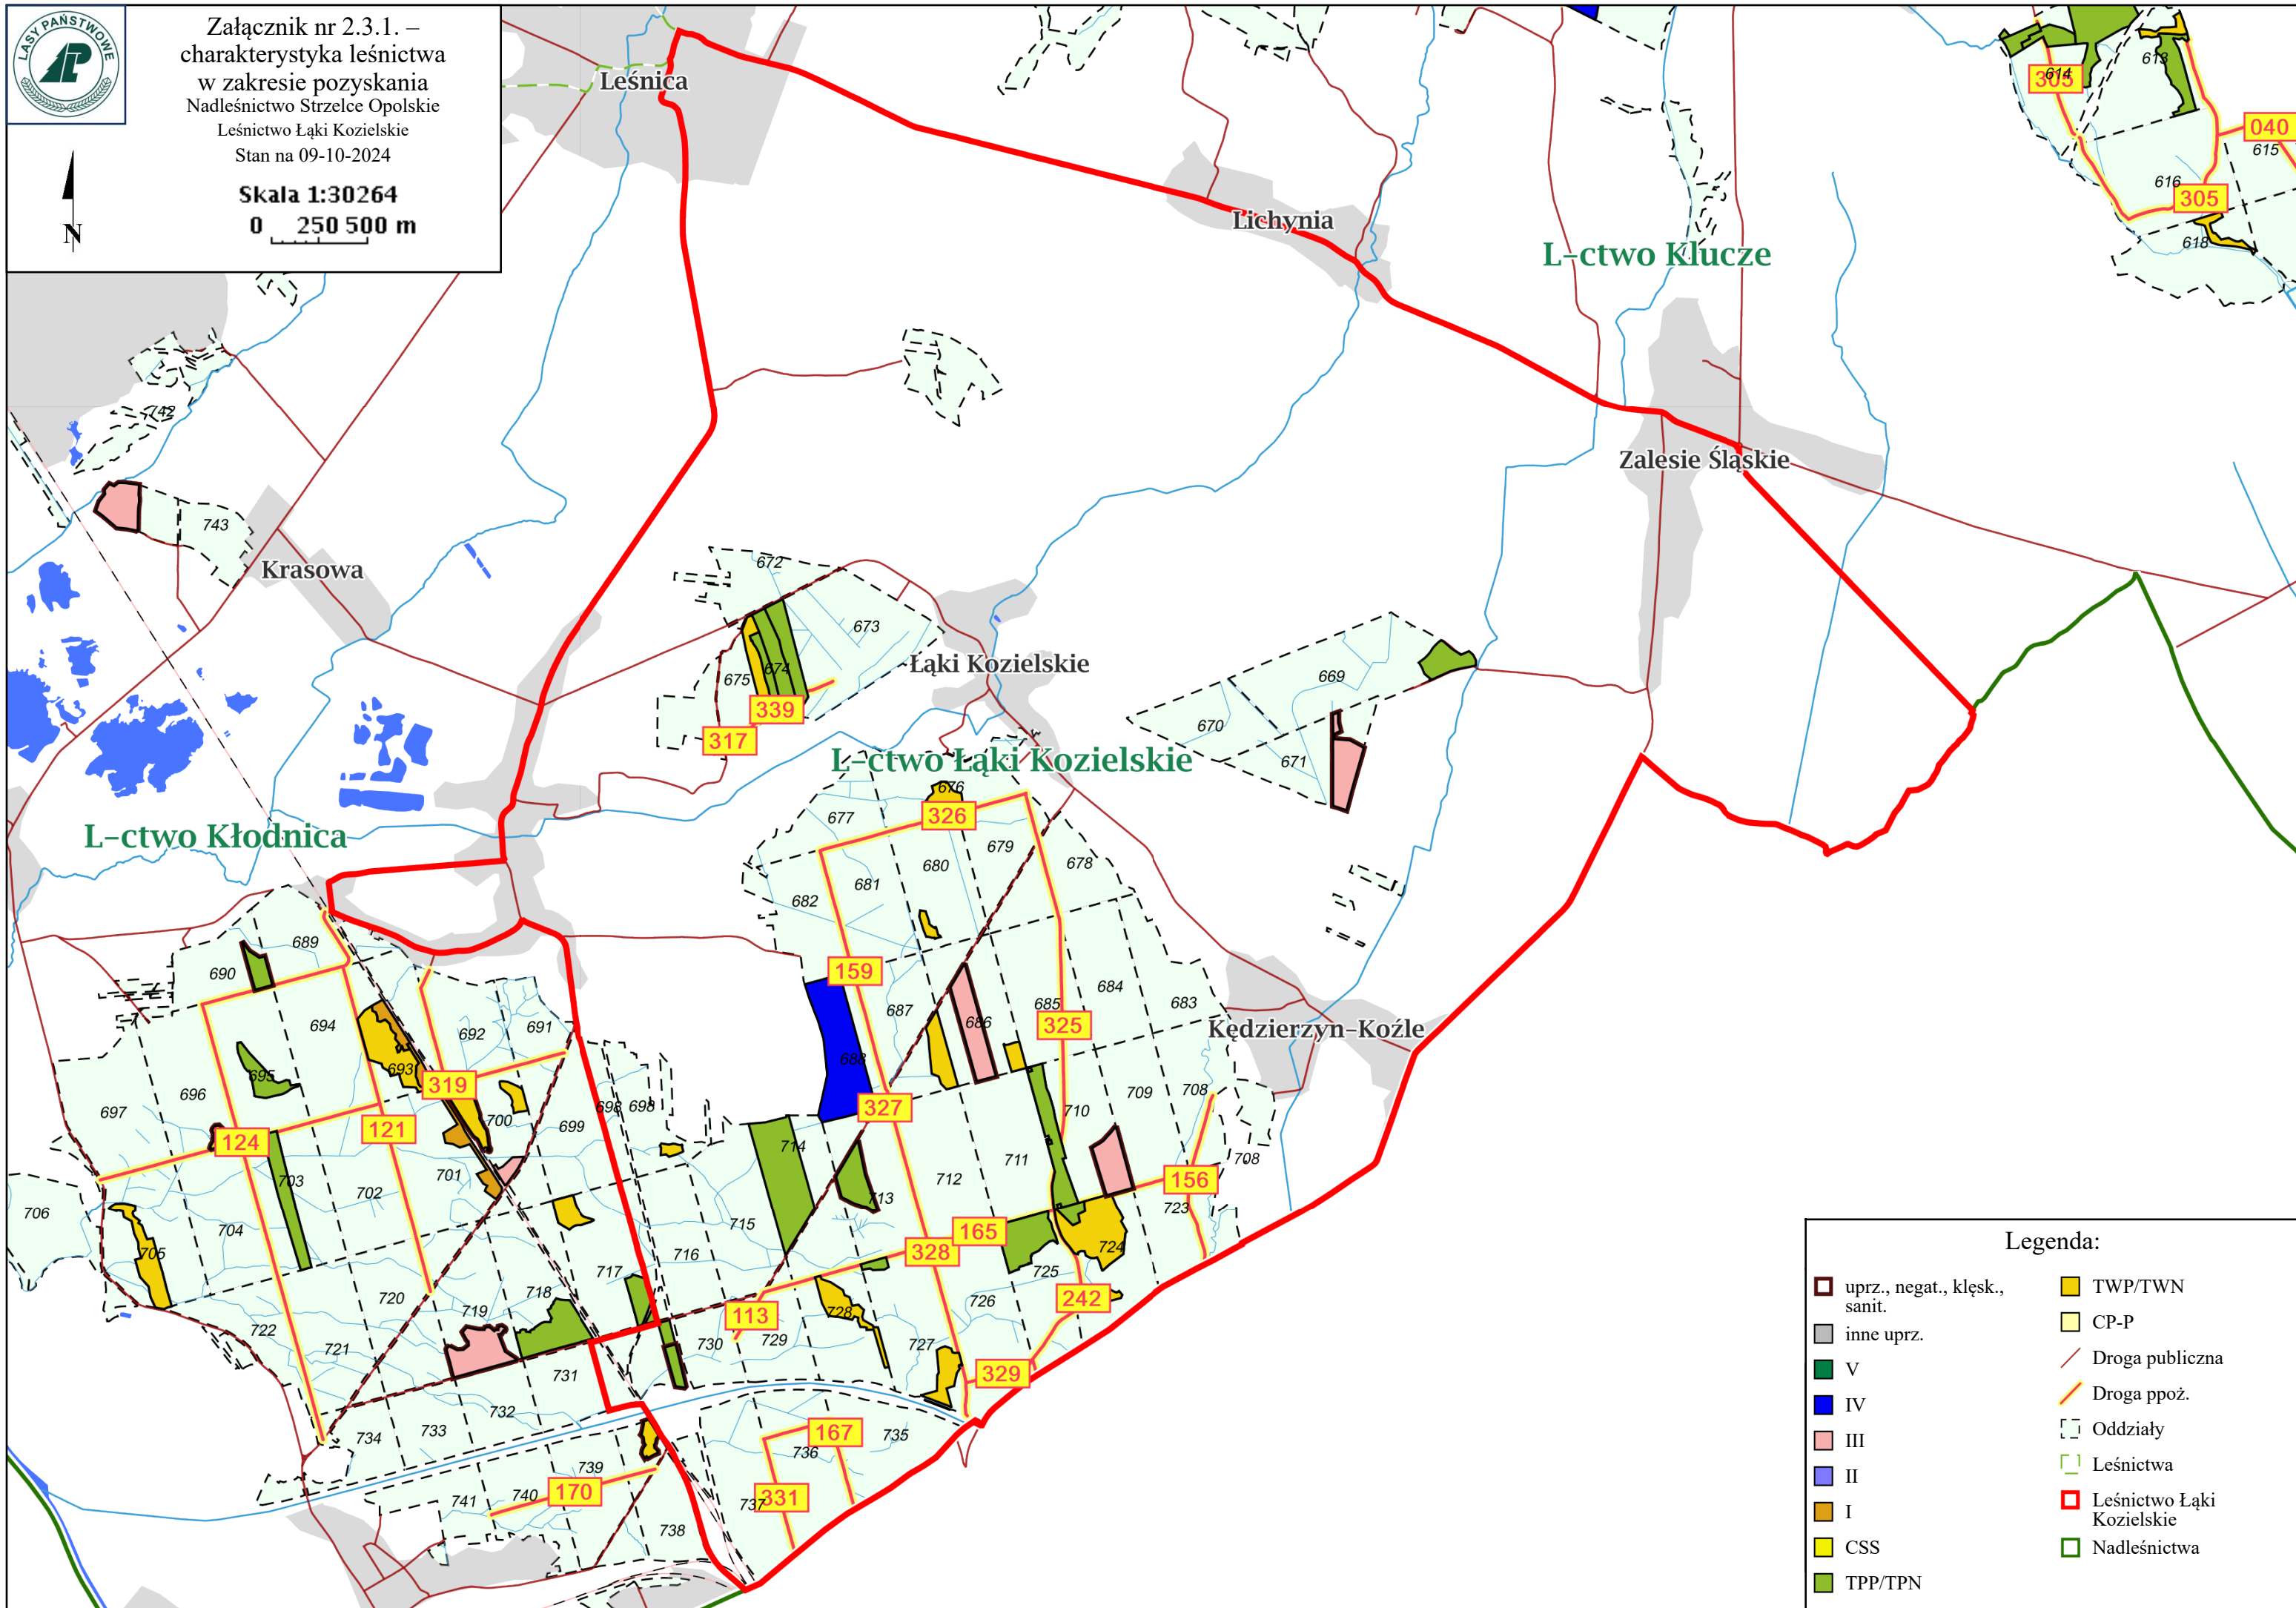 LASY PAŃSTWOWE
Załącznik nr 2.3.1. –
charakterystyka leśnictwa
w zakresie pozyskania
Nadleśnictwo Strzelce Opolskie
Leśnictwo Łąki Kozielskie
Stan na 09-10-2024
Skala 1:30264
0 250 500 m
N
Leśnica
Lichynia
L-ctwo Klucze
Zalesie Śląskie
Krasowa
Łąki Kozielskie
L-ctwo Łąki Kozielskie
L-ctwo Kłodnica
Kędzierzyn-Koźle
613
614
305
040
615
616
305
618
742
743
672
673
674
675
339
317
669
670
671
676
326
677
679
678
680
681
682
159
687
686
685
684
683
325
688
327
689
690
694
692
691
693
319
695
696
697
698
698
700
699
124
121
701
702
703
704
705
706
714
713
712
711
710
709
708
708
156
723
715
165
328
724
725
242
716
717
718
719
720
721
722
113
728
729
730
726
727
329
731
732
733
734
735
736
167
737
331
738
739
740
741
170
Legenda:
uprz., negat., klęsk.,
sanit.
inne uprz.
V
IV
III
II
I
CSS
TPP/TPN
TWP/TWN
CP-P
Droga publiczna
Droga ppoż.
Oddziały
Leśnictwa
Leśnictwo Łąki
Kozielskie
Nadleśnictwa